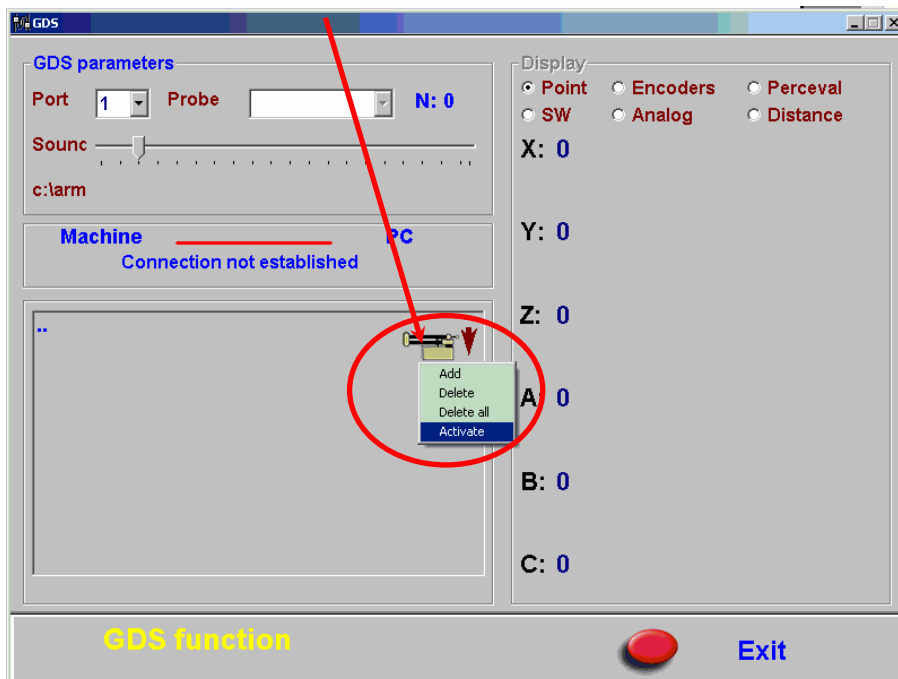 GDS
GDS parameters
Port 1 Probe N: 0
Sounc
c:\arm
Machine PC
Connection not established
..
Add
Delete
Delete all
Activate
Display
Point Encoders Perceval
SW Analog Distance
X: 0
Y: 0
Z: 0
A: 0
B: 0
C: 0
GDS function
Exit